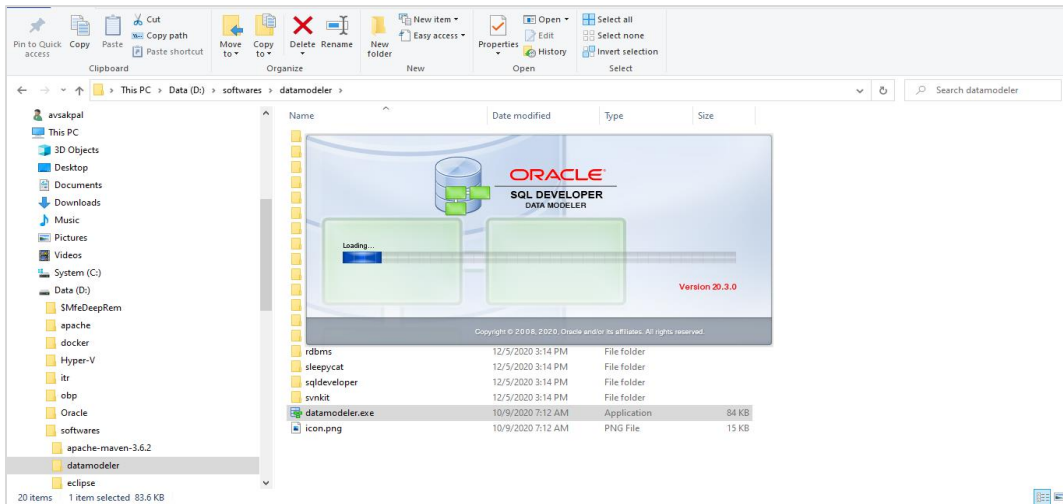 Pin to Quick access
Copy
Paste
Cut
Copy path
Paste shortcut
Clipboard
Move to
Copy to
Delete
Rename
Organize
New folder
New item
Easy access
New
Properties
Open
Edit
History
Open
Select all
Select none
Invert selection
Select
This PC > Data (D:) > softwares > datamodeler >
Search datamodeler
avsakpal
This PC
3D Objects
Desktop
Documents
Downloads
Music
Pictures
Videos
System (C:)
Data (D:)
$MfeDeepRem
apache
docker
Hyper-V
itr
obp
Oracle
softwares
apache-maven-3.6.2
datamodeler
eclipse
Name Date modified Type Size
ORACLE
SQL DEVELOPER
DATA MODELER
Loading...
Version 20.3.0
Copyright © 2008, 2020, Oracle and/or its affiliates. All rights reserved
rdbms 12/5/2020 3:14 PM File folder
sleepycat 12/5/2020 3:14 PM File folder
sqldeveloper 12/5/2020 3:14 PM File folder
svnkit 12/5/2020 3:14 PM File folder
datamodeler.exe 10/9/2020 7:12 AM Application 84 KB
icon.png 10/9/2020 7:12 AM PNG File 15 KB
20 items 1 item selected 83.6 KB